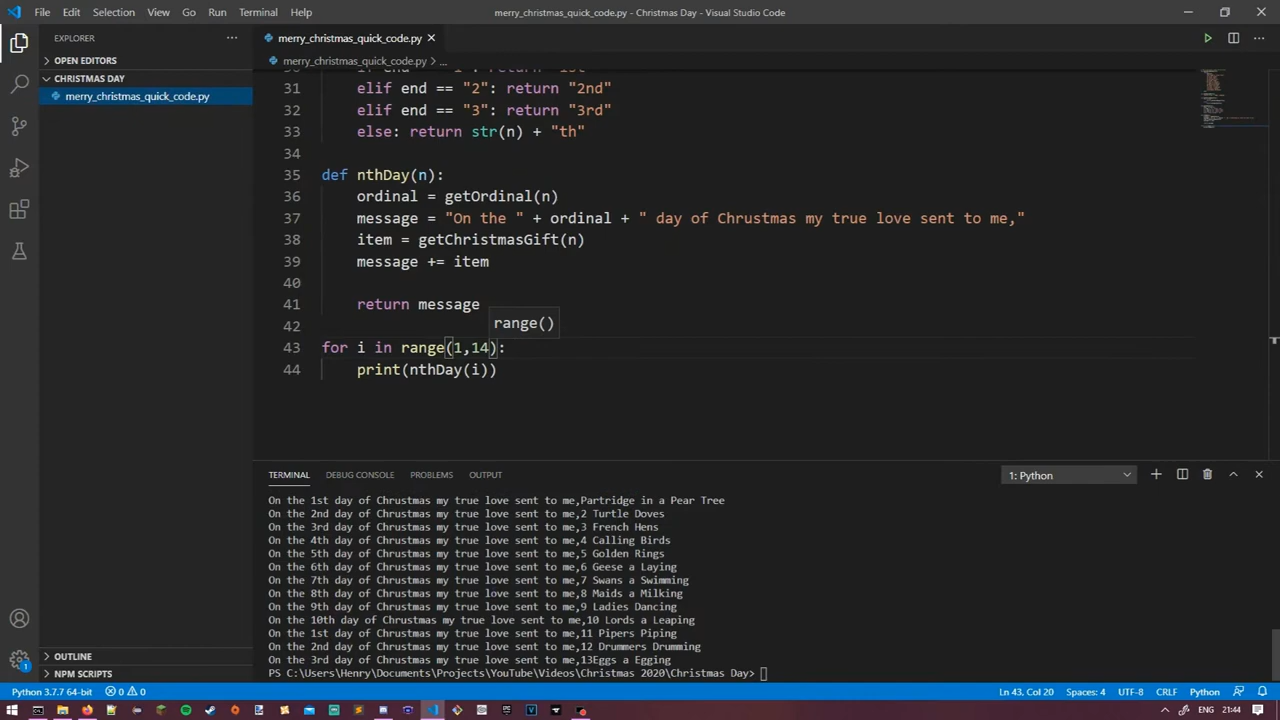 File Edit Selection View Go Run Terminal Help merry_christmas_quick_code.py - Christmas Day - Visual Studio Code
EXPLORER ... merry_christmas_quick_code.py
OPEN EDITORS merry_christmas_quick_code.py ...
CHRISTMAS DAY
merry_christmas_quick_code.py
31 elif end == "2": return "2nd"
32 elif end == "3": return "3rd"
33 else: return str(n) + "th"
34
35 def nthDay(n):
36 ordinal = getOrdinal(n)
37 message = "On the " + ordinal + " day of Chrustmas my true love sent to me,"
38 item = getChristmasGift(n)
39 message += item
40
41 return message
42
range()
43 for i in range(1,14):
44 print(nthDay(i))
TERMINAL DEBUG CONSOLE PROBLEMS OUTPUT 1: Python
On the 1st day of Chrustmas my true love sent to me,Partridge in a Pear Tree
On the 2nd day of Chrustmas my true love sent to me,2 Turtle Doves
On the 3rd day of Chrustmas my true love sent to me,3 French Hens
On the 4th day of Chrustmas my true love sent to me,4 Calling Birds
On the 5th day of Chrustmas my true love sent to me,5 Golden Rings
On the 6th day of Chrustmas my true love sent to me,6 Geese a Laying
On the 7th day of Chrustmas my true love sent to me,7 Swans a Swimming
On the 8th day of Chrustmas my true love sent to me,8 Maids a Milking
On the 9th day of Chrustmas my true love sent to me,9 Ladies Dancing
On the 10th day of Chrustmas my true love sent to me,10 Lords a Leaping
On the 1st day of Chrustmas my true love sent to me,11 Pipers Piping
On the 2nd day of Chrustmas my true love sent to me,12 Drummers Drumming
On the 3rd day of Chrustmas my true love sent to me,13Eggs a Egging
OUTLINE
NPM SCRIPTS PS C:\Users\Henry\Documents\Projects\YouTube\Videos\Christmas 2020\Christmas Day>
1
Python 3.7.7 64-bit 0 0 Ln 43, Col 20 Spaces: 4 UTF-8 CRLF Python
ENG 21:44